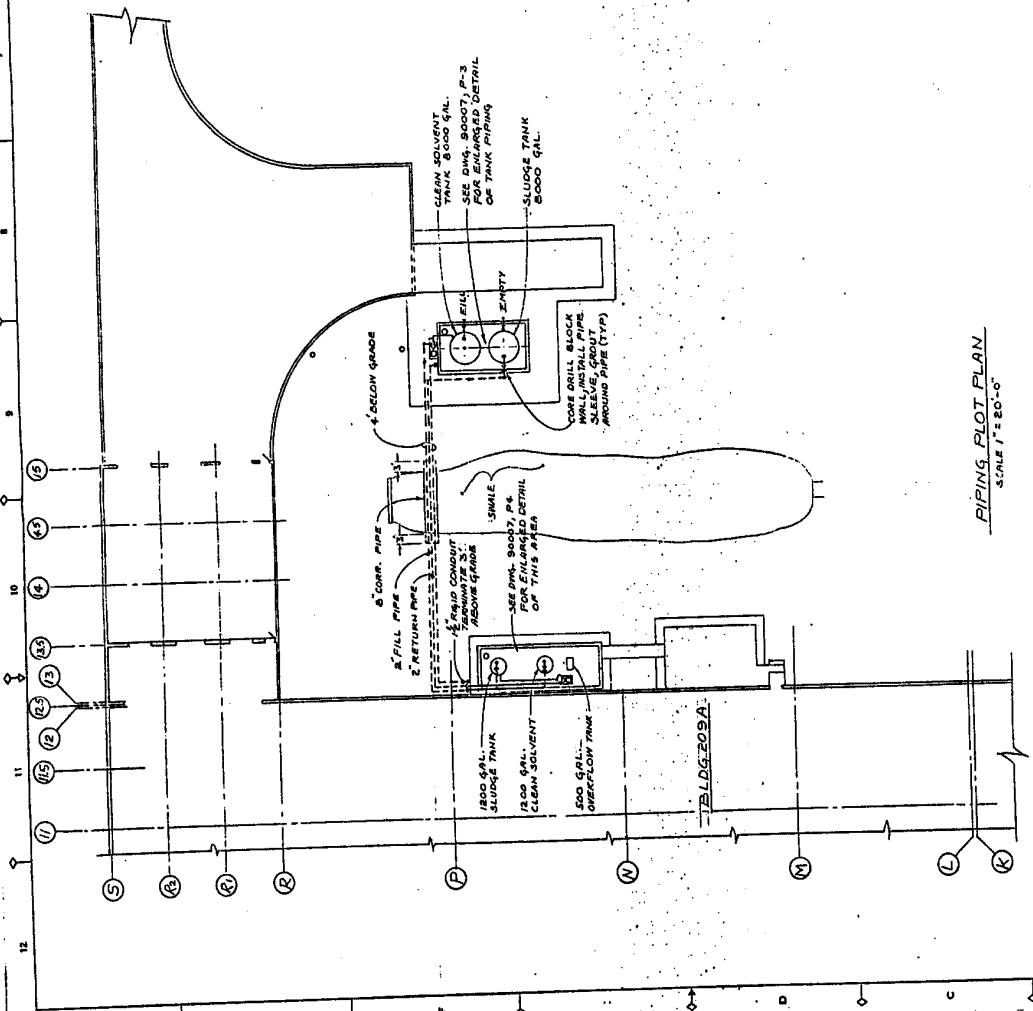 CLEAN SOLVENT
TANK 8000 GAL.
SEE DWG. 90007, P-3
FOR ENLARGED DETAIL
OF TANK PIPING
SLUDGE TANK
8000 GAL.
FILL
EMPTY
CORE DRILL BLOCK
WALL, INSTALL PIPE
SLEEVE, GROUT
AROUND PIPE (TYP)
4' BELOW GRADE
8" CORR. PIPE
2" FILL PIPE
2" RETURN PIPE
RIGID CONDUIT
TERMINATE 3'
ABOVE GRADE
3'
3'
SWALE
SEE DWG. 90007, P4
FOR ENLARGED DETAIL
OF THIS AREA
1200 GAL.
SLUDGE TANK
1200 GAL.
CLEAN SOLVENT
500 GAL.
OVERFLOW TANK
BLDG. 209A
PIPING PLOT PLAN
SCALE 1" = 20'-0"
15
14.5
14
13.5
13
12.5
12
11.5
11
S
R2
R1
R
P
N
M
L
K
8
9
10
11
12
D
C